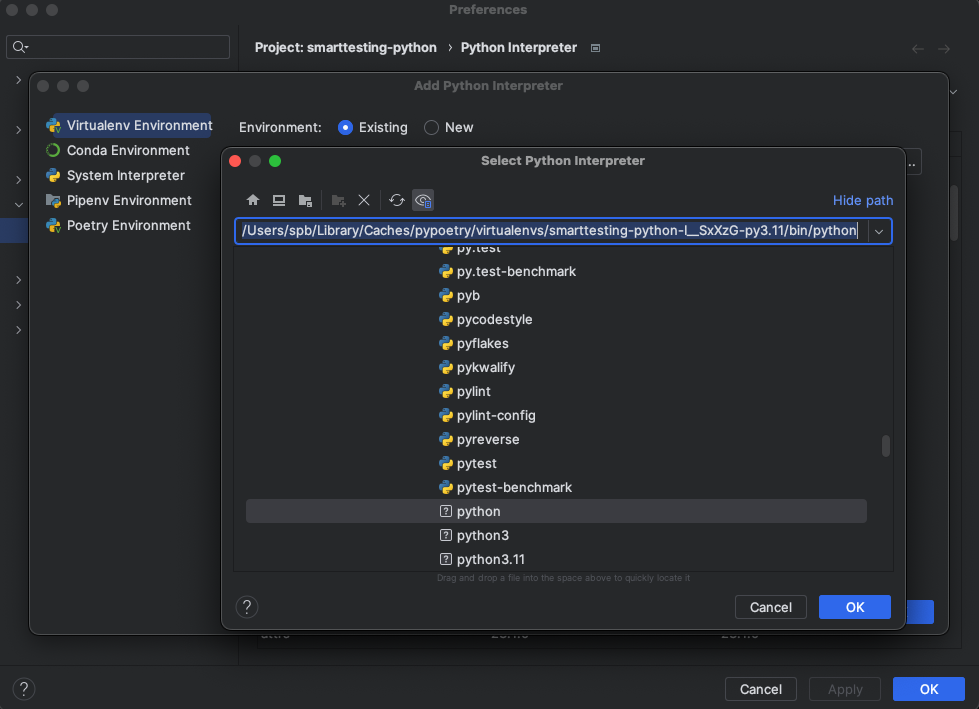 Preferences
Project: smarttesting-python › Python Interpreter
Add Python Interpreter
Virtualenv Environment
Conda Environment
System Interpreter
Pipenv Environment
Poetry Environment
Environment: Existing New
Select Python Interpreter
Hide path
/Users/spb/Library/Caches/pypoetry/virtualenvs/smarttesting-python-l__SxXzG-py3.11/bin/python
py.test
py.test-benchmark
pyb
pycodestyle
pyflakes
pykwalify
pylint
pylint-config
pyreverse
pytest
pytest-benchmark
python
python3
python3.11
Drag and drop a file into the space above to quickly locate it
? Cancel OK
? Cancel Apply OK